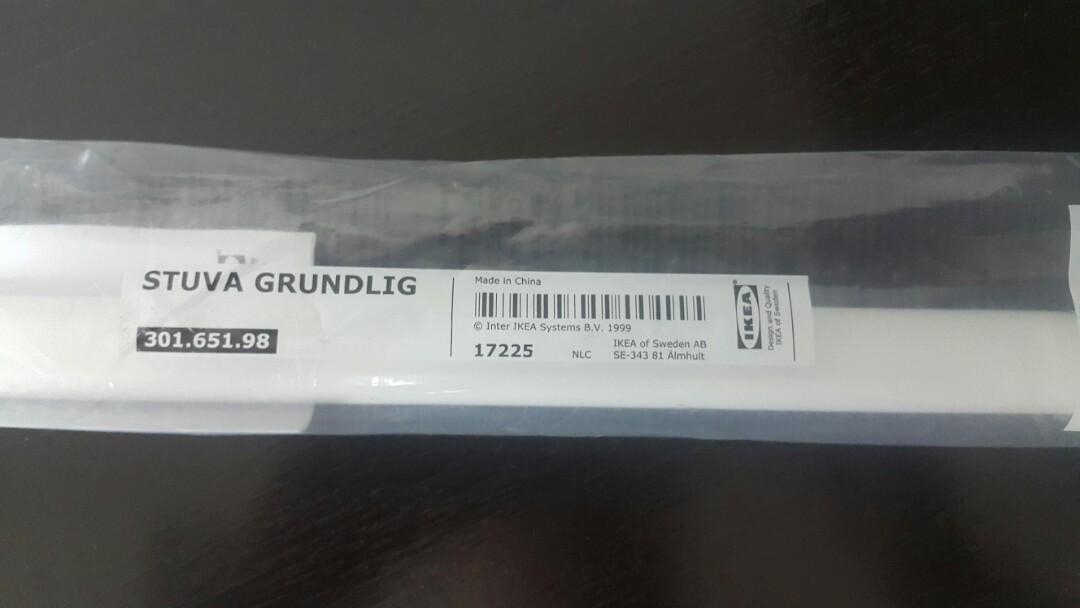 STUVA GRUNDLIG
301.651.98
Made in China
© Inter IKEA Systems B.V. 1999
17225
NLC
IKEA of Sweden AB
SE-343 81 Älmhult
IKEA®
Design and Quality
IKEA of Sweden